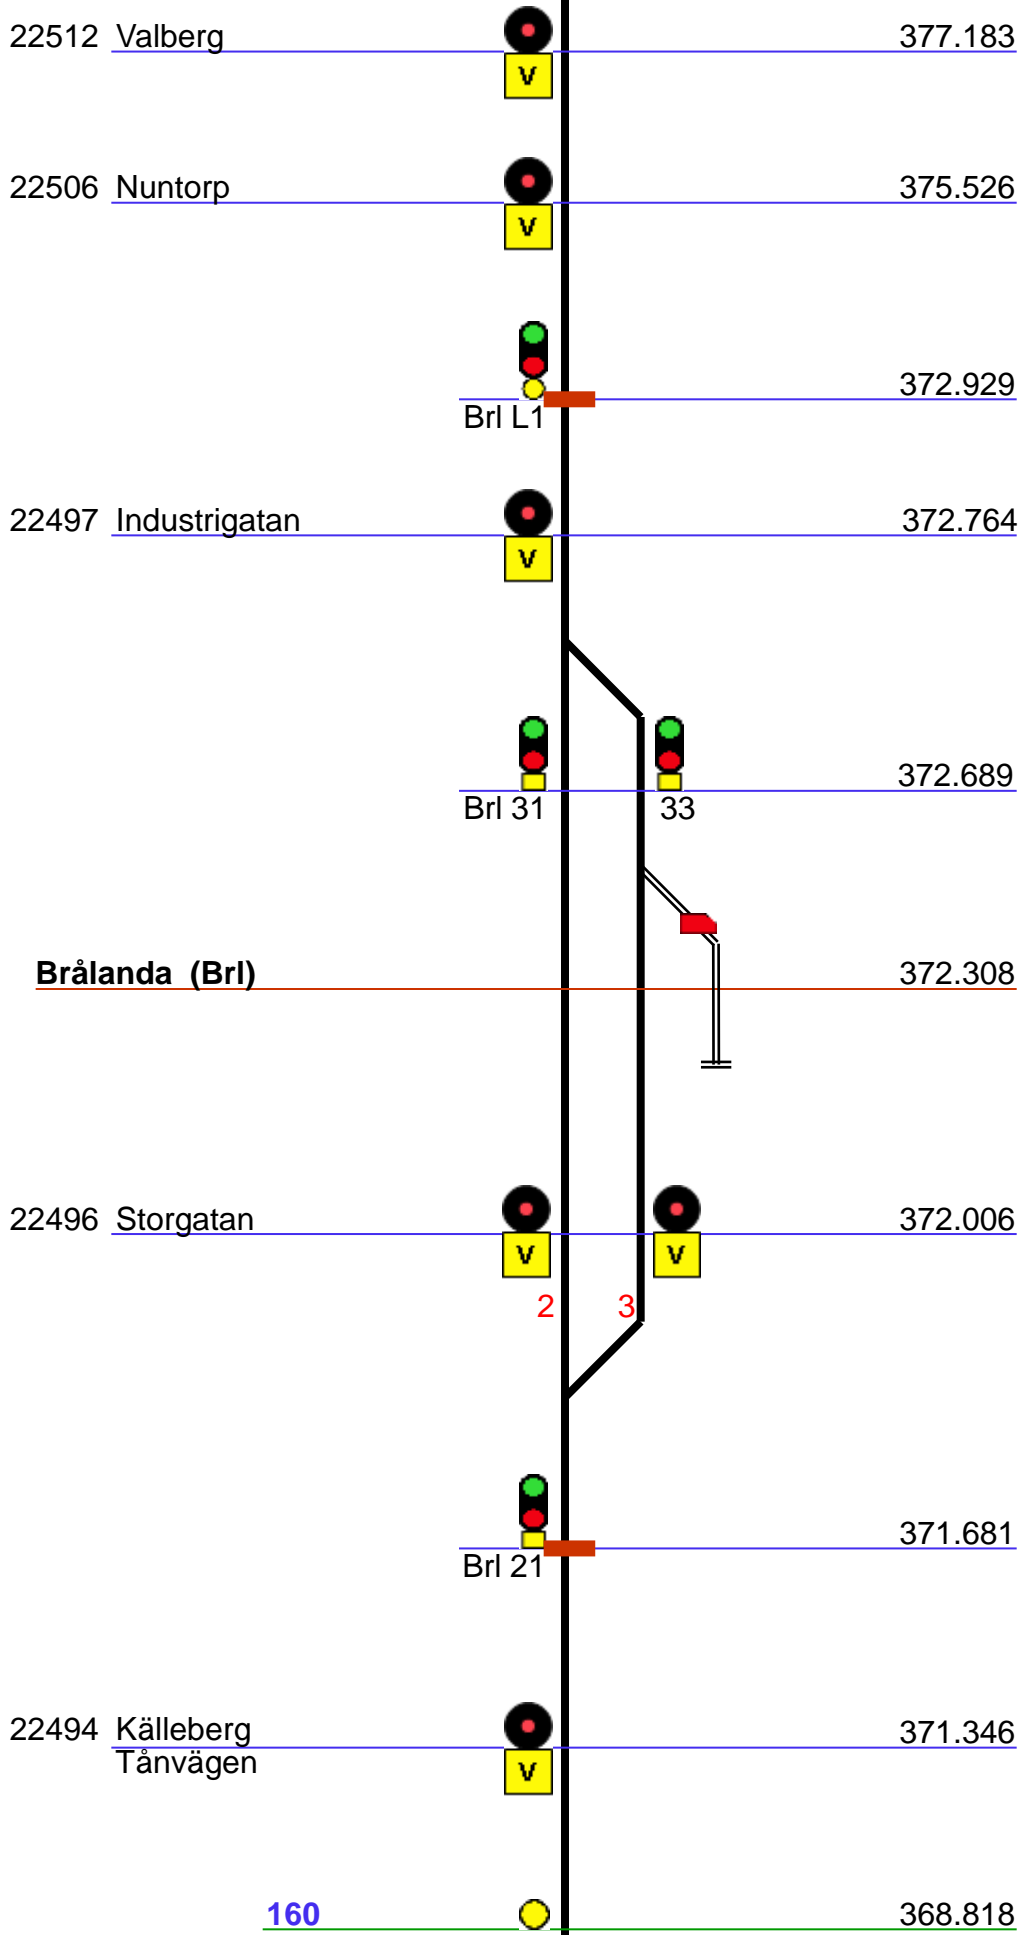 22512 Valberg 377.183
V
22506 Nuntorp 375.526
V
372.929
Brl L1
22497 Industrigatan 372.764
V
372.689
Brl 31 33
Brålanda (Brl) 372.308
22496 Storgatan 372.006
V V
2 3
371.681
Brl 21
22494 Källeberg 371.346
Tånvägen
V
160 368.818